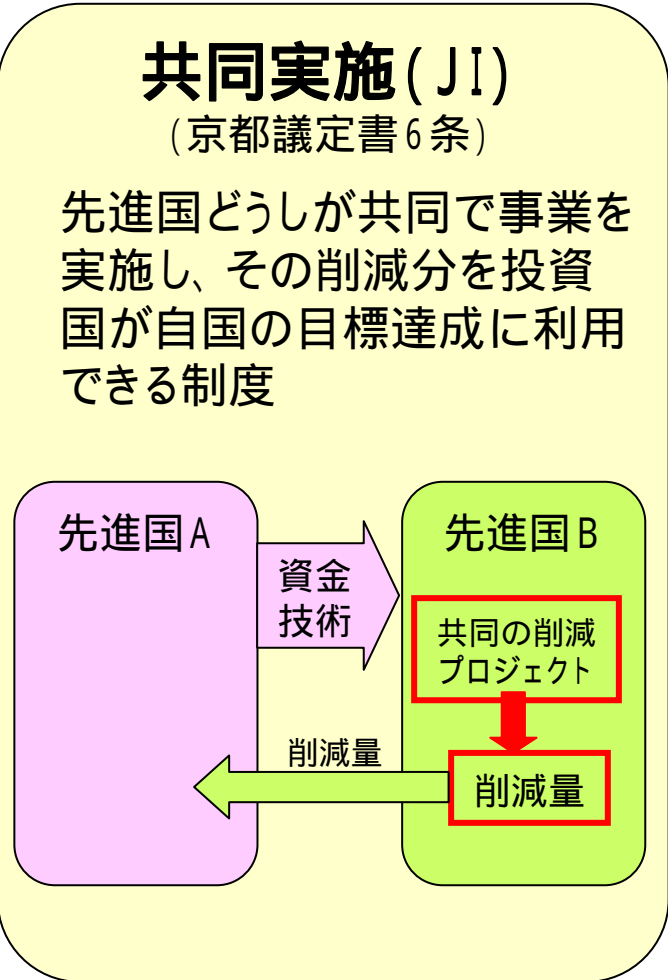 共同実施(JI)
(京都議定書6条)
先進国どうしが共同で事業を
実施し、その削減分を投資
国が自国の目標達成に利用
できる制度
先進国A
先進国B
資金
技術
共同の削減
プロジェクト
削減量
削減量